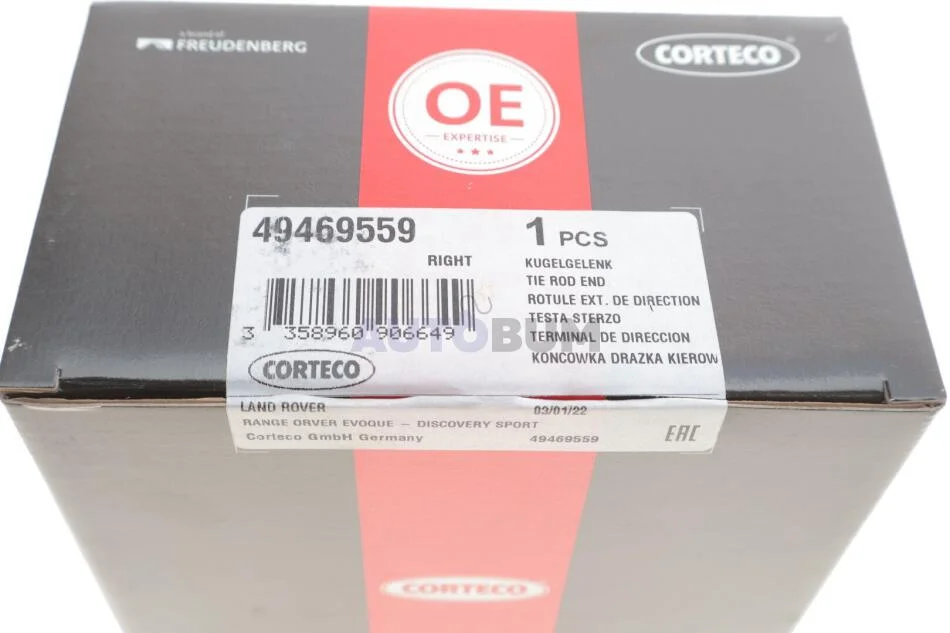 a brand of
FREUDENBERG
CORTECO
OE
EXPERTISE
49469559
1 PCS
RIGHT
KUGELGELENK
TIE ROD END
ROTULE EXT. DE DIRECTION
TESTA STERZO
TERMINAL DE DIRECCION
KONCOWKA DRAZKA KIEROW
3 358960 906649
AUTOBUM
CORTECO
LAND ROVER
03/01/22
RANGE ORVER EVOQUE – DISCOVERY SPORT
Corteco GmbH Germany
49469559
EAC
CORTECO